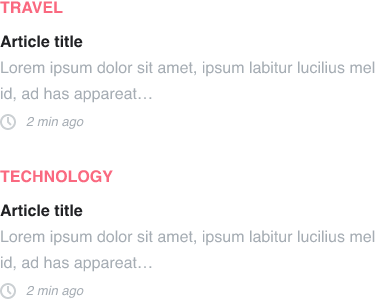 TRAVEL
Article title
Lorem ipsum dolor sit amet, ipsum labitur lucilius mel
id, ad has appareat…
2 min ago
TECHNOLOGY
Article title
Lorem ipsum dolor sit amet, ipsum labitur lucilius mel
id, ad has appareat…
2 min ago